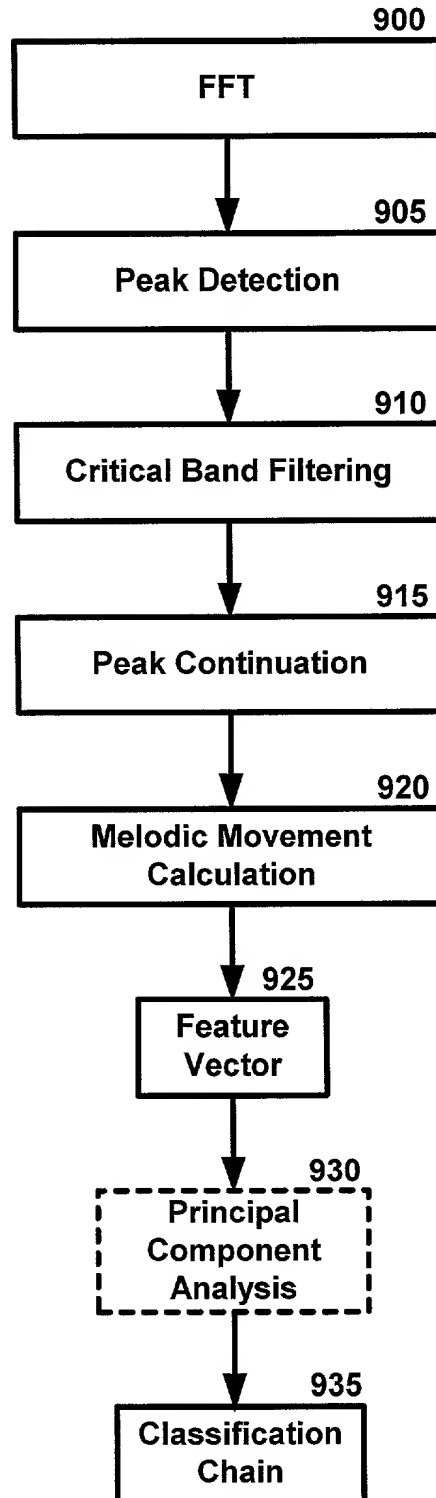 900
FFT
905
Peak Detection
910
Critical Band Filtering
915
Peak Continuation
920
Melodic Movement
Calculation
925
Feature
Vector
930
Principal
Component
Analysis
935
Classification
Chain